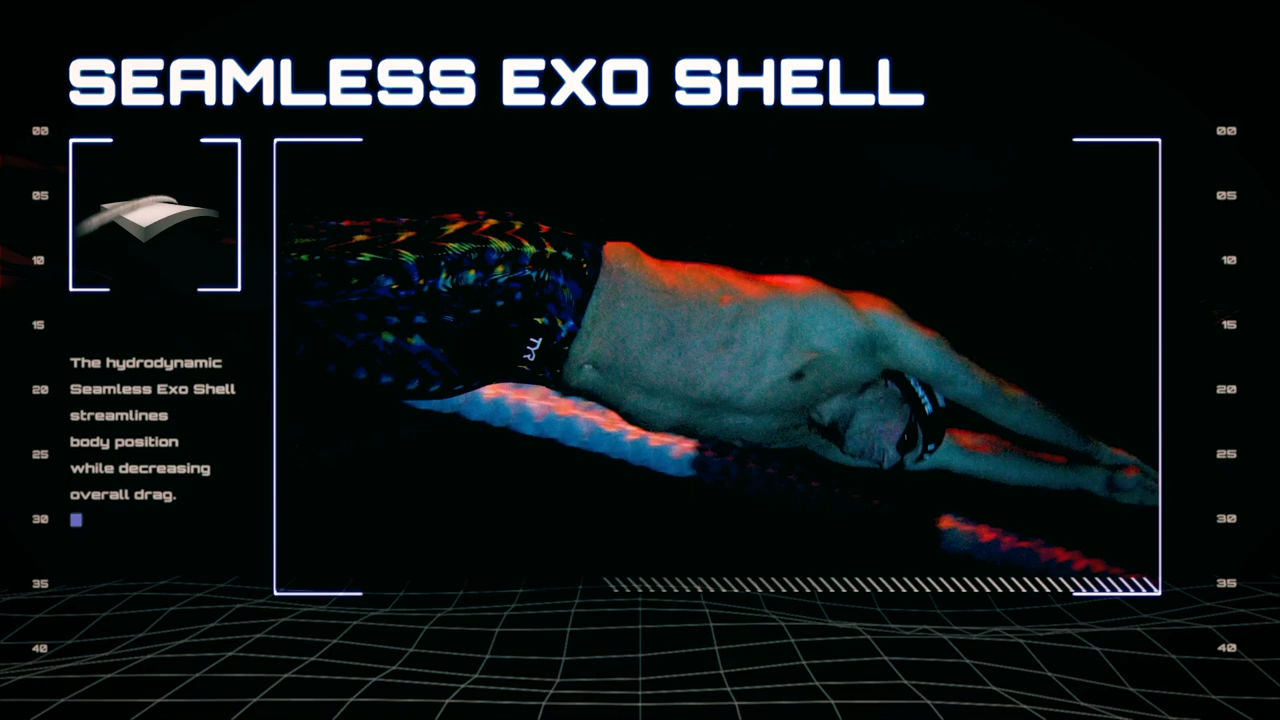 SEAMLESS EXO SHELL
00
05
10
15
20
25
30
35
40
The hydrodynamic
Seamless Exo Shell
streamlines
body position
while decreasing
overall drag.
TYR
00
05
10
15
20
25
30
35
40